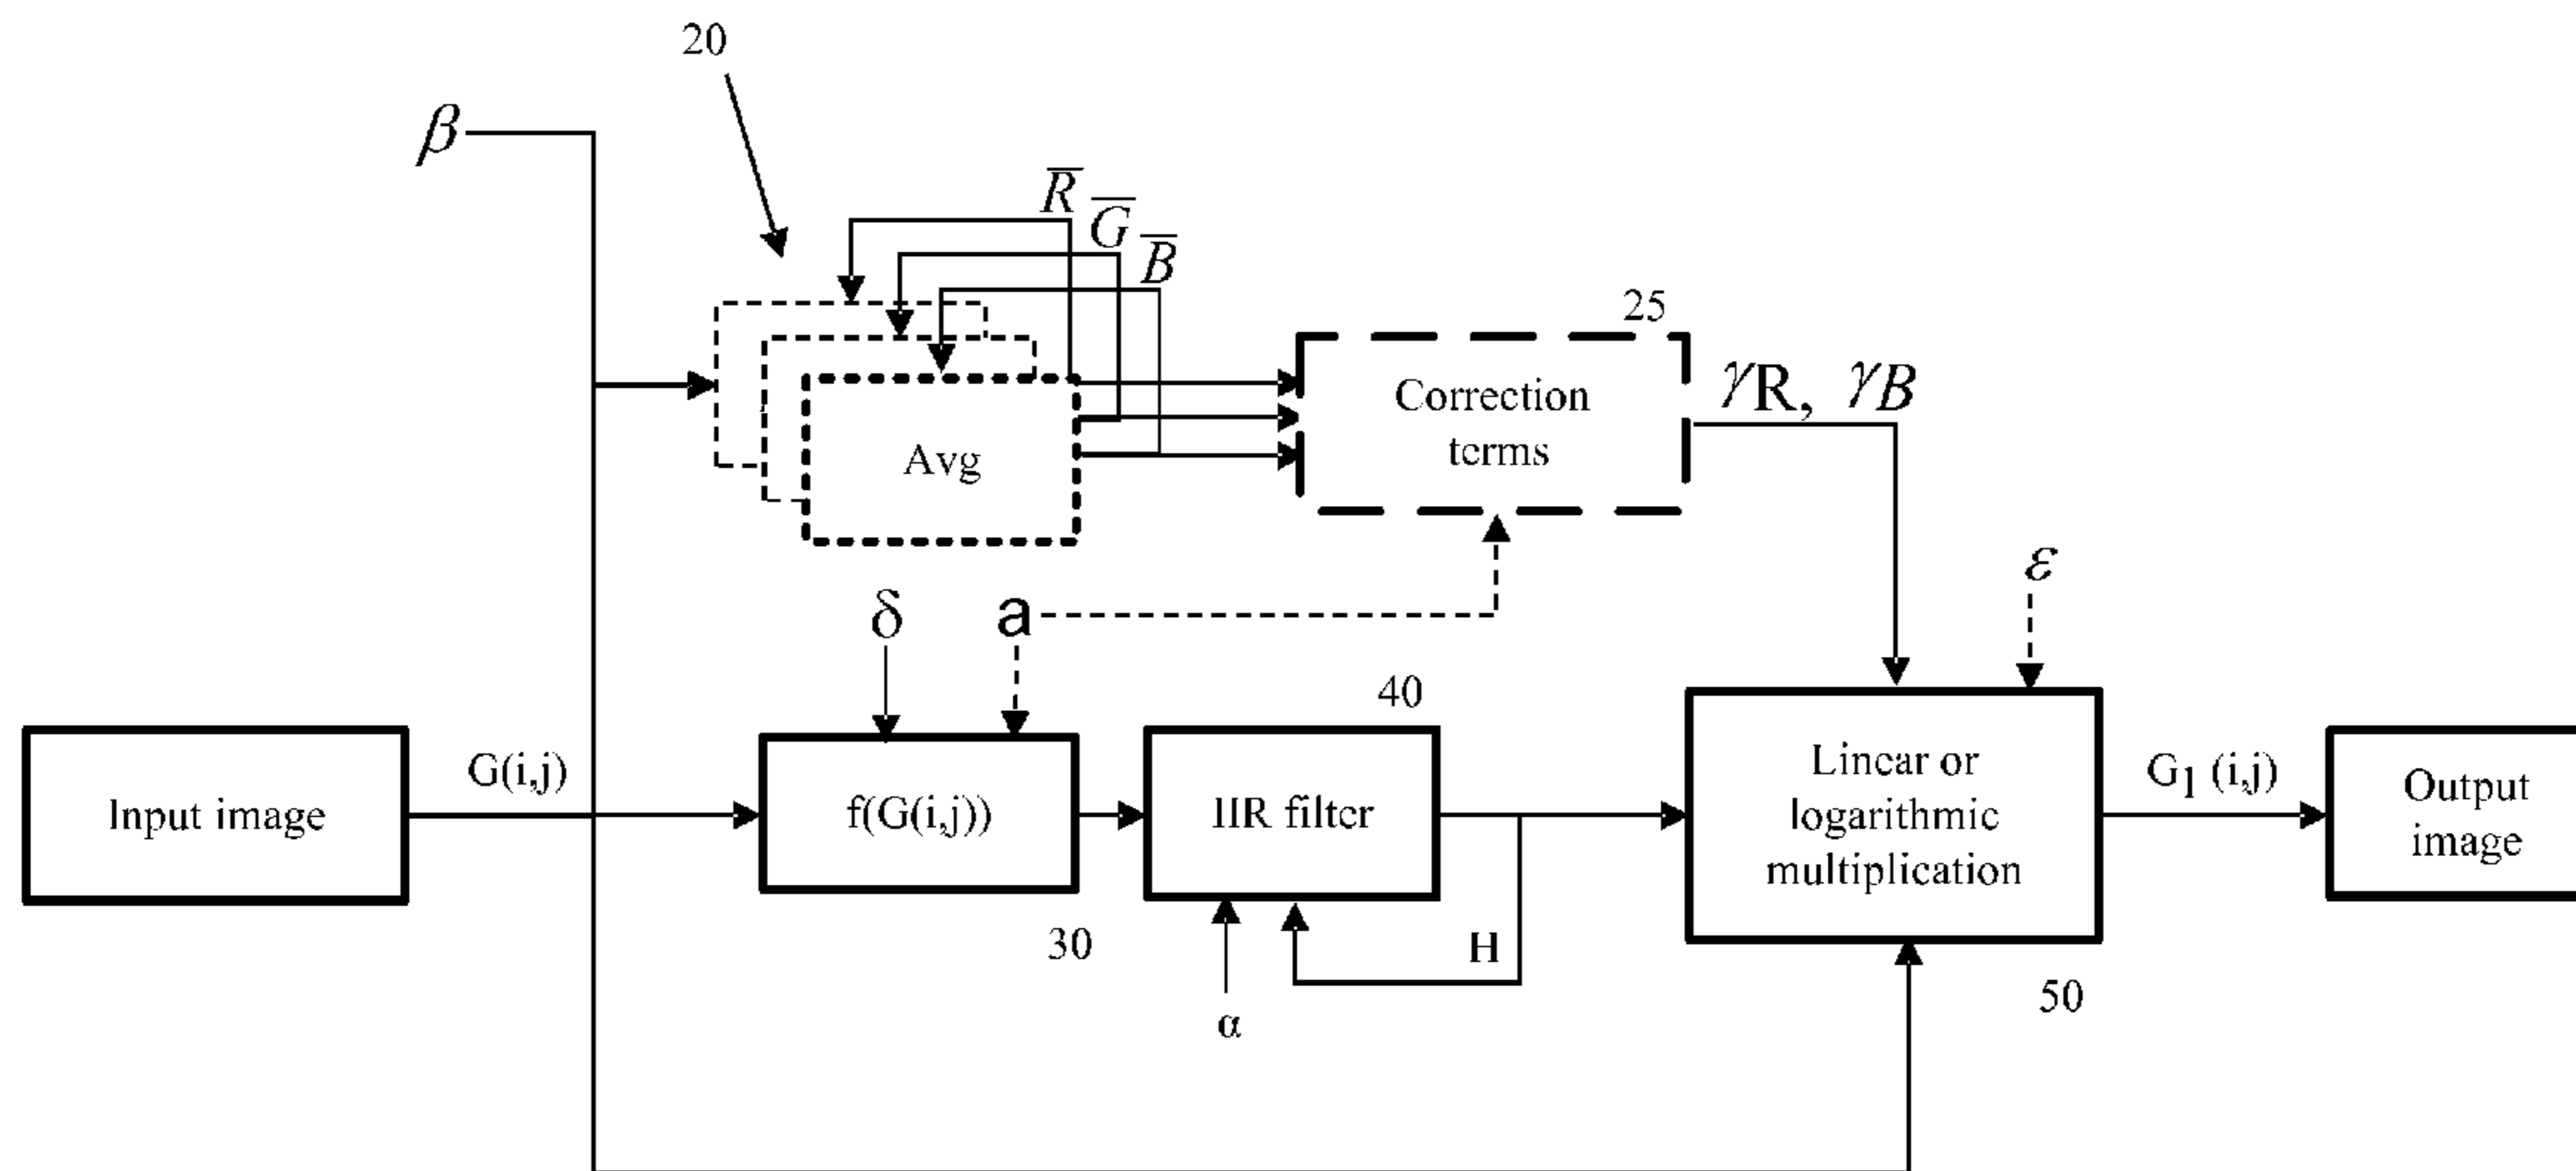 20
β
R̅
G̅
B̅
25
Avg
Correction
terms
γR, γB
δ
a
ε
40
Input image
G(i,j)
f(G(i,j))
IIR filter
Linear or
logarithmic
multiplication
G1 (i,j)
Output
image
30
H
50
α